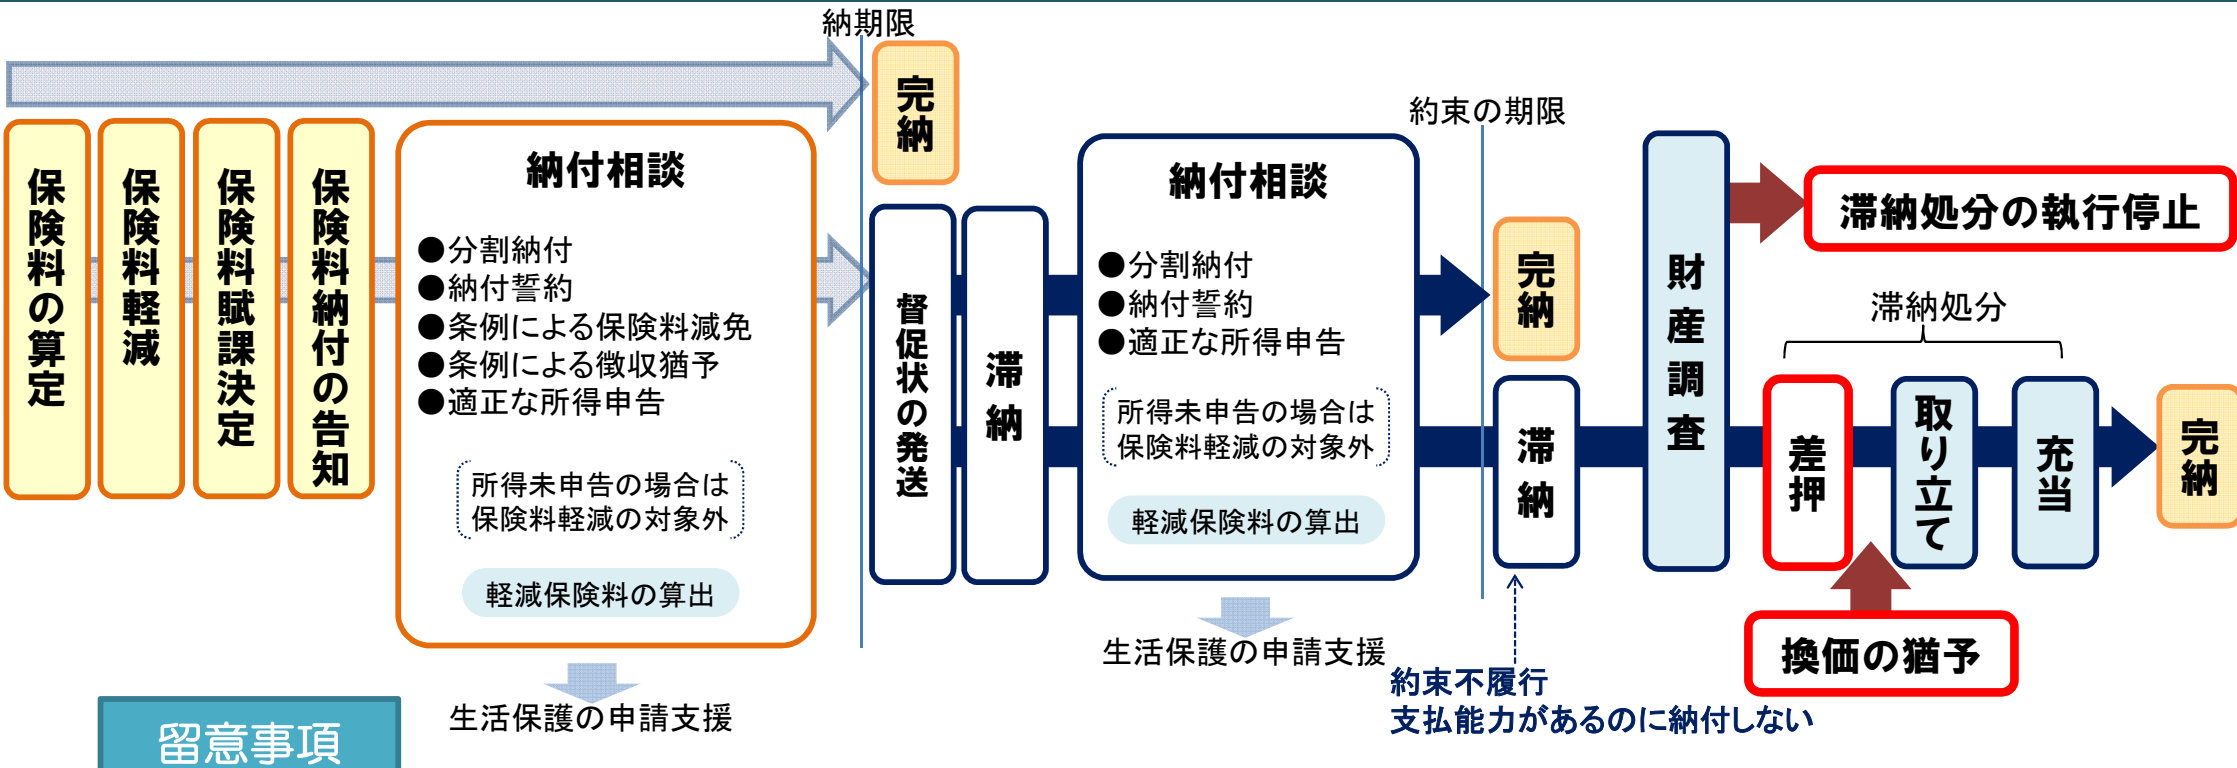 納期限
完納
保険料の算定
保険料軽減
保険料賦課決定
保険料納付の告知
納付相談
●分割納付
●納付誓約
●条例による保険料減免
●条例による徴収猶予
●適正な所得申告
所得未申告の場合は
保険料軽減の対象外
軽減保険料の算出
生活保護の申請支援
督促状の発送
滞納
納付相談
●分割納付
●納付誓約
●適正な所得申告
所得未申告の場合は
保険料軽減の対象外
軽減保険料の算出
生活保護の申請支援
約束の期限
完納
滞納
約束不履行
支払能力があるのに納付しない
財産調査
滞納処分の執行停止
滞納処分
差押
取り立て
充当
完納
換価の猶予
留意事項